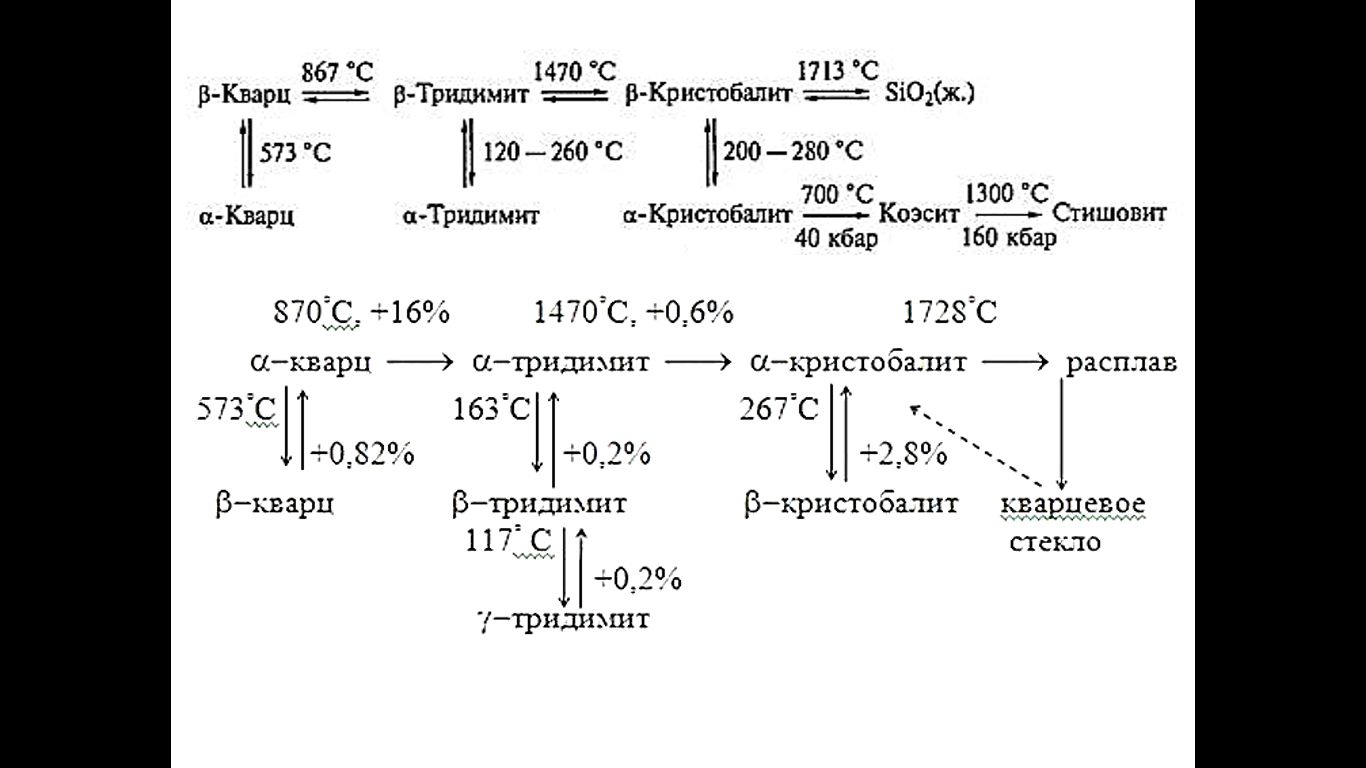 867 °C 1470 °C 1713 °C
β-Кварц β-Тридимит β-Кристобалит SiO₂(ж.)
573 °C 120 – 260 °C 200 – 280 °C
700 °C 1300 °C
α-Кварц α-Тридимит α-Кристобалит Коэсит Стишовит
40 кбар 160 кбар
870°C, +16% 1470°C, +0,6% 1728°C
α–кварц α–тридимит α–кристобалит расплав
573°C 163°C 267°C
+0,82% +0,2% +2,8%
β–кварц β–тридимит β–кристобалит кварцевое
117° C стекло
+0,2%
γ–тридимит